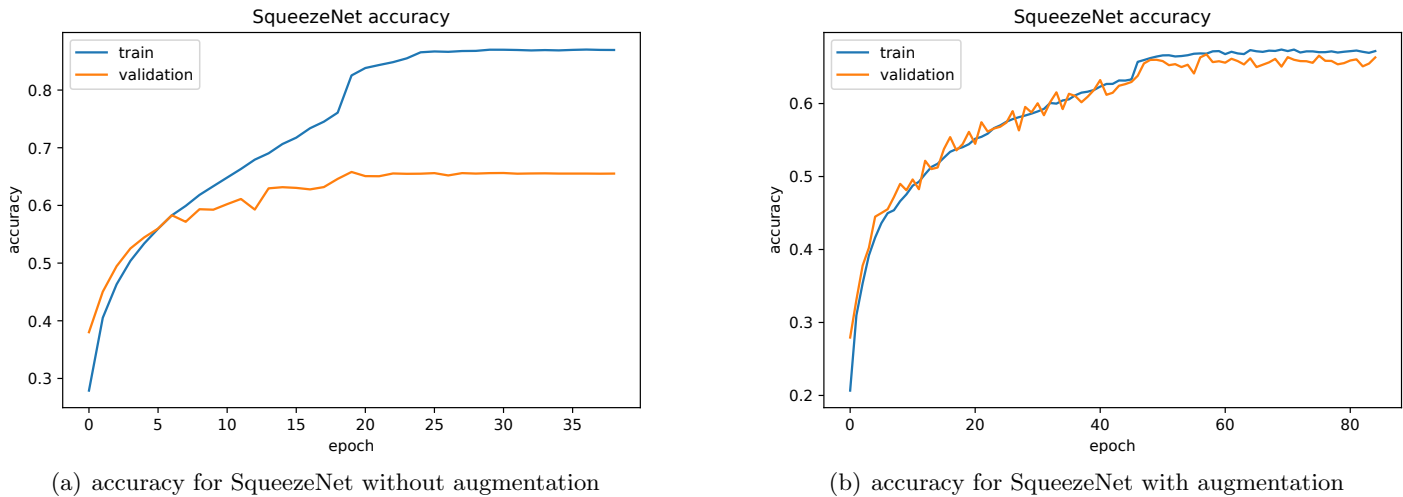 SqueezeNet accuracy
train
validation
0.8
0.7
0.6
0.5
0.4
0.3
accuracy
0
5
10
15
20
25
30
35
epoch
(a) accuracy for SqueezeNet without augmentation
SqueezeNet accuracy
train
validation
0.6
0.5
0.4
0.3
0.2
accuracy
0
20
40
60
80
epoch
(b) accuracy for SqueezeNet with augmentation